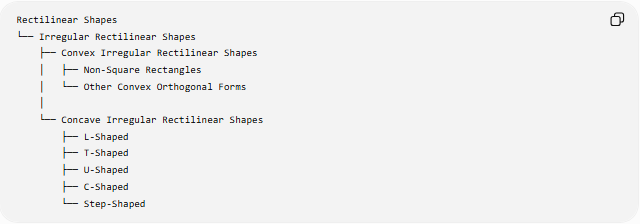 Rectilinear Shapes
└── Irregular Rectilinear Shapes
    ├── Convex Irregular Rectilinear Shapes
    │   ├── Non-Square Rectangles
    │   └── Other Convex Orthogonal Forms
    │
    └── Concave Irregular Rectilinear Shapes
        ├── L-Shaped
        ├── T-Shaped
        ├── U-Shaped
        ├── C-Shaped
        └── Step-Shaped